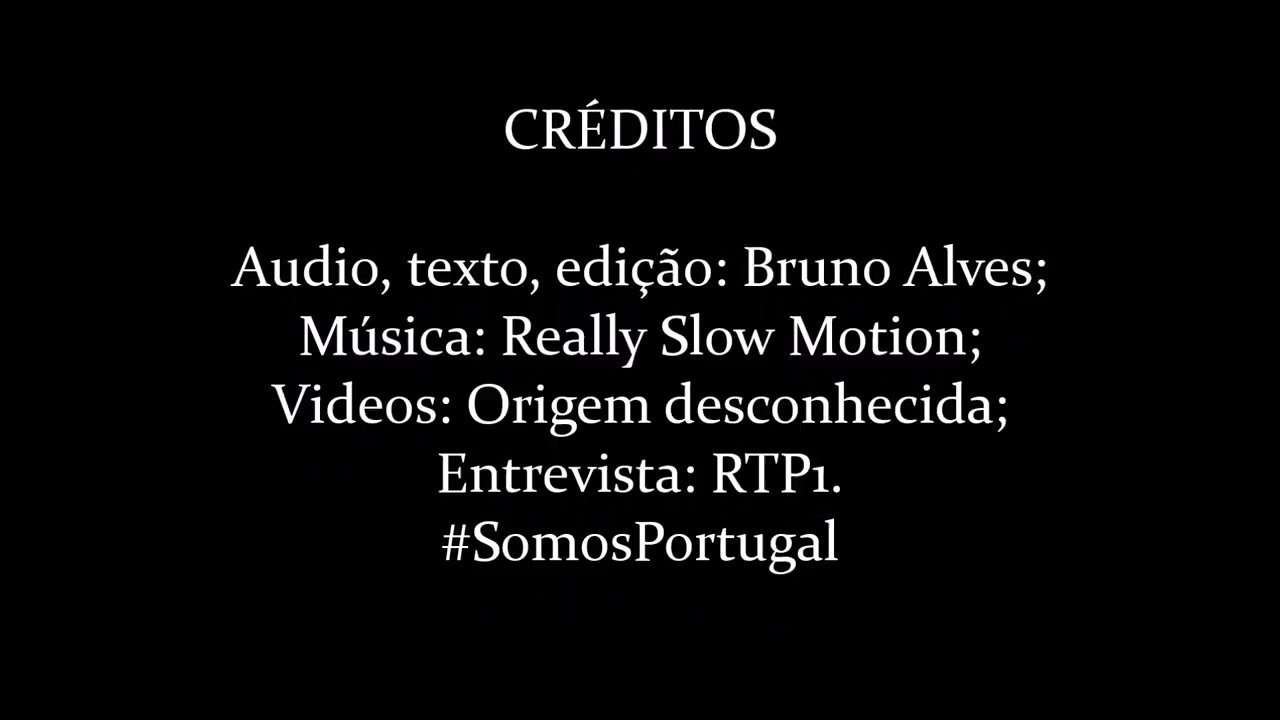 CRÉDITOS
Audio, texto, edição: Bruno Alves;
Música: Really Slow Motion;
Videos: Origem desconhecida;
Entrevista: RTP1.
#SomosPortugal